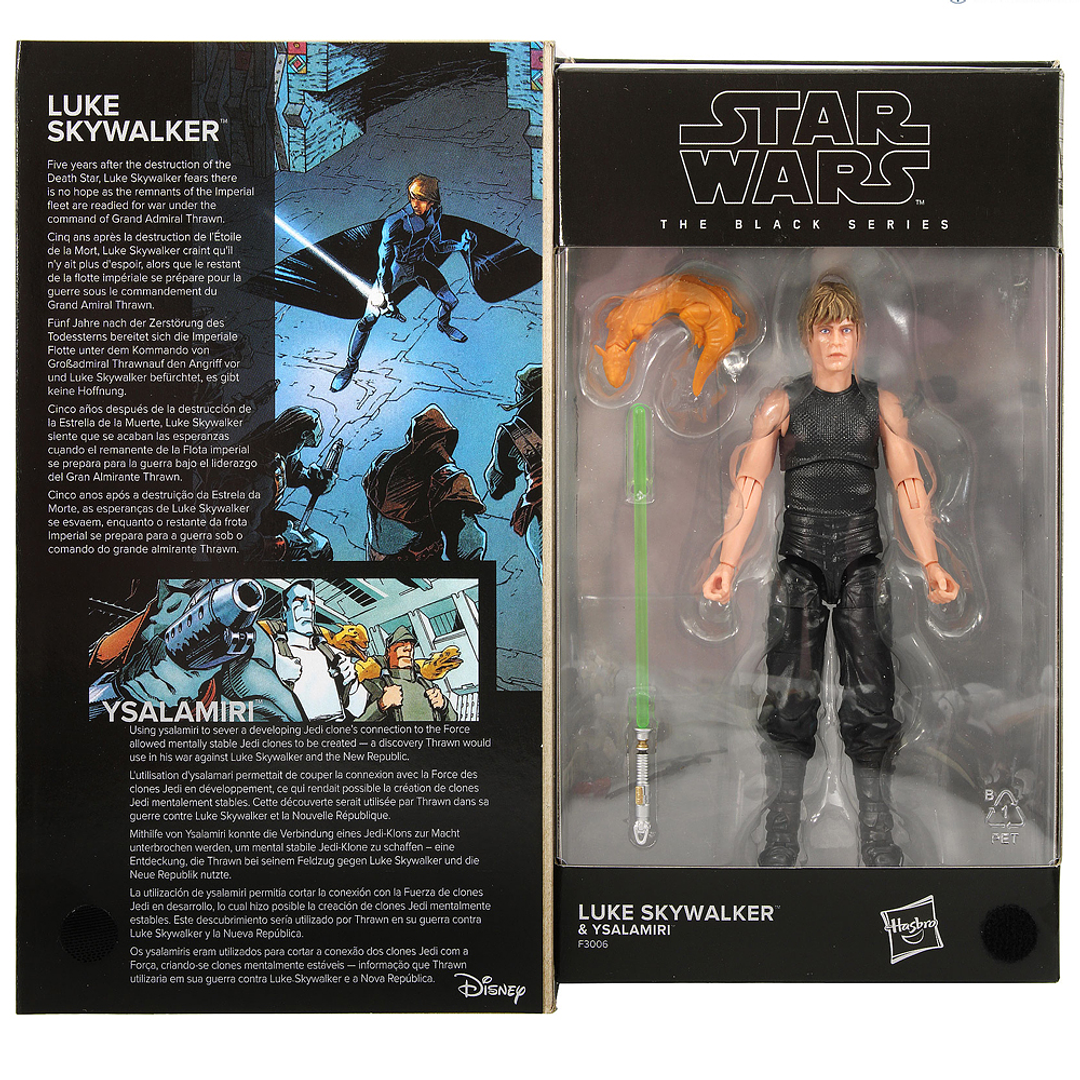 LUKE
SKYWALKER™
Five years after the destruction of the
Death Star, Luke Skywalker fears there
is no hope as the remnants of the Imperial
fleet are readied for war under the
command of Grand Admiral Thrawn.
Cinq ans après la destruction de l'Étoile
de la Mort, Luke Skywalker craint qu'il
n'y ait plus d'espoir, alors que le restant
de la flotte impériale se prépare pour la
guerre sous le commandement du
Grand Amiral Thrawn.
Fünf Jahre nach der Zerstörung des
Todessterns bereitet sich die Imperiale
Flotte unter dem Kommando von
Großadmiral Thrawnauf den Angriff vor
und Luke Skywalker befürchtet, es gibt
keine Hoffnung.
Cinco años después de la destrucción de
la Estrella de la Muerte, Luke Skywalker
siente que se acaban las esperanzas
cuando el remanente de la Flota imperial
se prepara para la guerra bajo el liderazgo
del Gran Almirante Thrawn.
Cinco anos após a destruição da Estrela da
Morte, as esperanças de Luke Skywalker
se esvaem, enquanto o restante da frota
Imperial se prepara para a guerra sob o
comando do grande almirante Thrawn.
YSALAMIRI™
Using ysalamiri to sever a developing Jedi clone's connection to the Force
allowed mentally stable Jedi clones to be created — a discovery Thrawn would
use in his war against Luke Skywalker and the New Republic.
L'utilisation d'ysalamari permettait de couper la connexion avec la Force des
clones Jedi en développement, ce qui rendait possible la création de clones
Jedi mentalement stables. Cette découverte serait utilisée par Thrawn dans sa
guerre contre Luke Skywalker et la Nouvelle République.
Mithilfe von Ysalamiri konnte die Verbindung eines Jedi-Klons zur Macht
unterbrochen werden, um mental stabile Jedi-Klone zu schaffen – eine
Entdeckung, die Thrawn bei seinem Feldzug gegen Luke Skywalker und die
Neue Republik nutzte.
La utilización de ysalamiri permitía cortar la conexión con la Fuerza de clones
Jedi en desarrollo, lo cual hizo posible la creación de clones Jedi mentalmente
estables. Este descubrimiento sería utilizado por Thrawn en su guerra contra
Luke Skywalker y la Nueva República.
Os ysalamiris eram utilizados para cortar a conexão dos clones Jedi com a
Força, criando-se clones mentalmente estáveis — informação que Thrawn
utilizaria em sua guerra contra Luke Skywalker e a Nova República.
Disney
STAR
WARS™
THE BLACK SERIES
B
1
PET
LUKE SKYWALKER™
& YSALAMIRI™
F3006
Hasbro